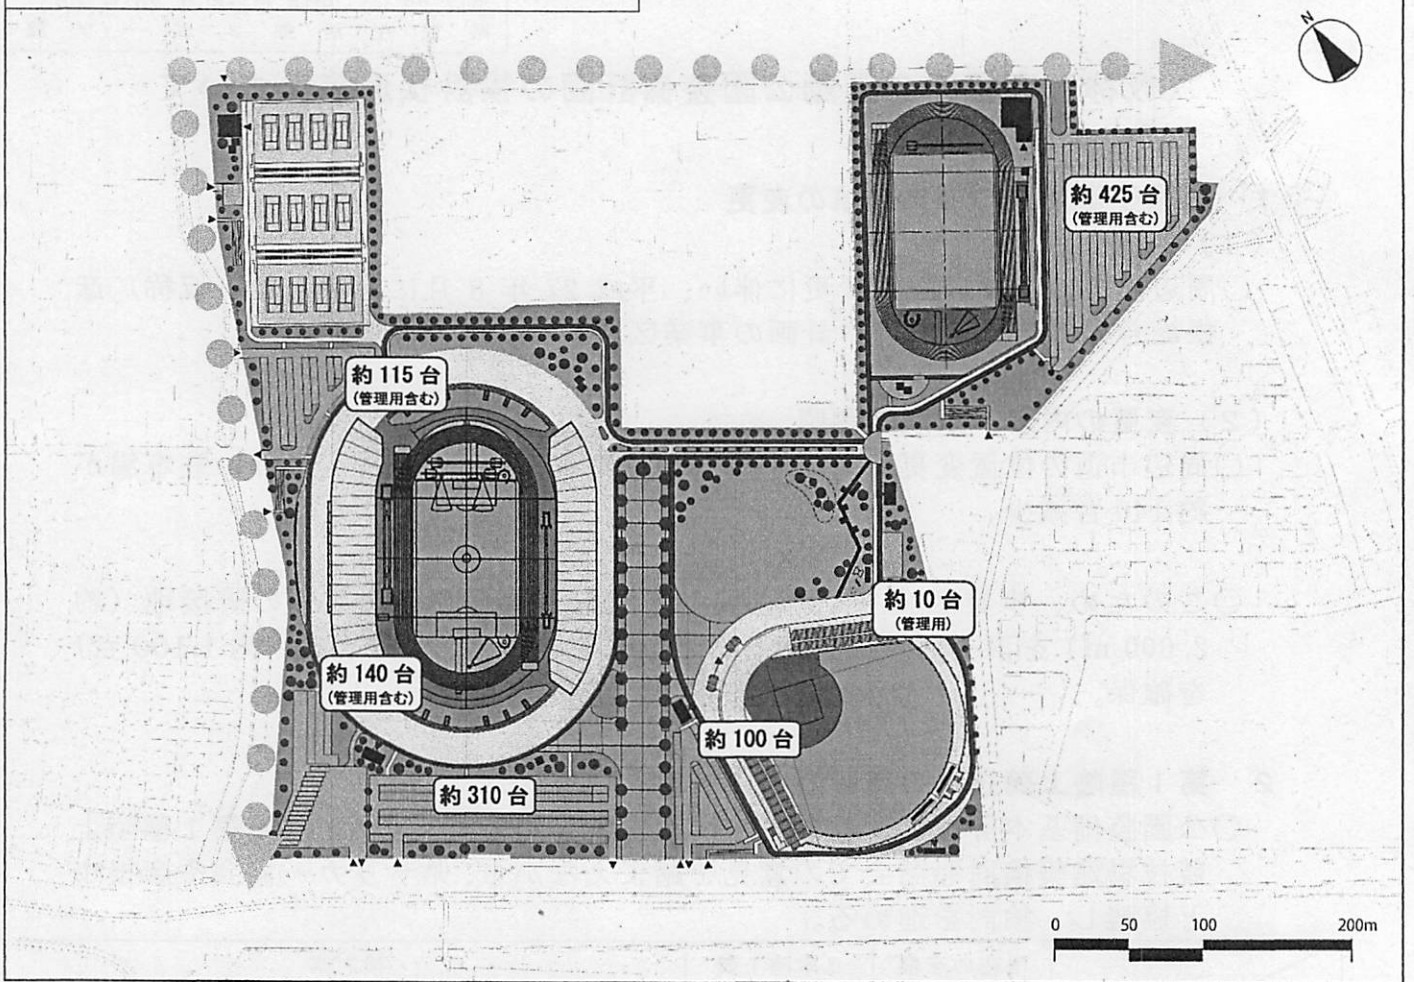 N
約 425 台
(管理用含む)
約 115 台
(管理用含む)
約 10 台
(管理用)
約 140 台
(管理用含む)
約 100 台
約 310 台
0 50 100 200m